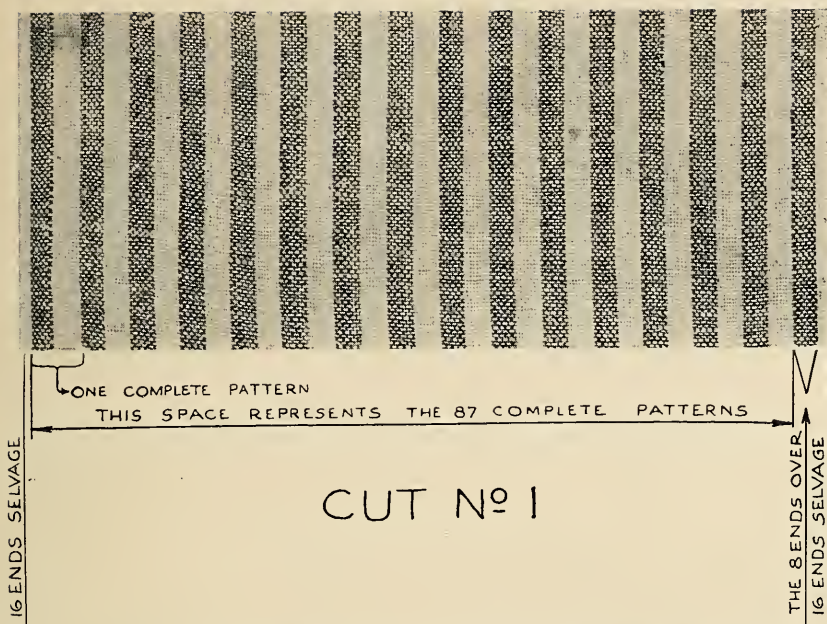 ONE COMPLETE PATTERN
THIS SPACE REPRESENTS THE 87 COMPLETE PATTERNS
16 ENDS SELVAGE
CUT Nº 1
THE 8 ENDS OVER
16 ENDS SELVAGE